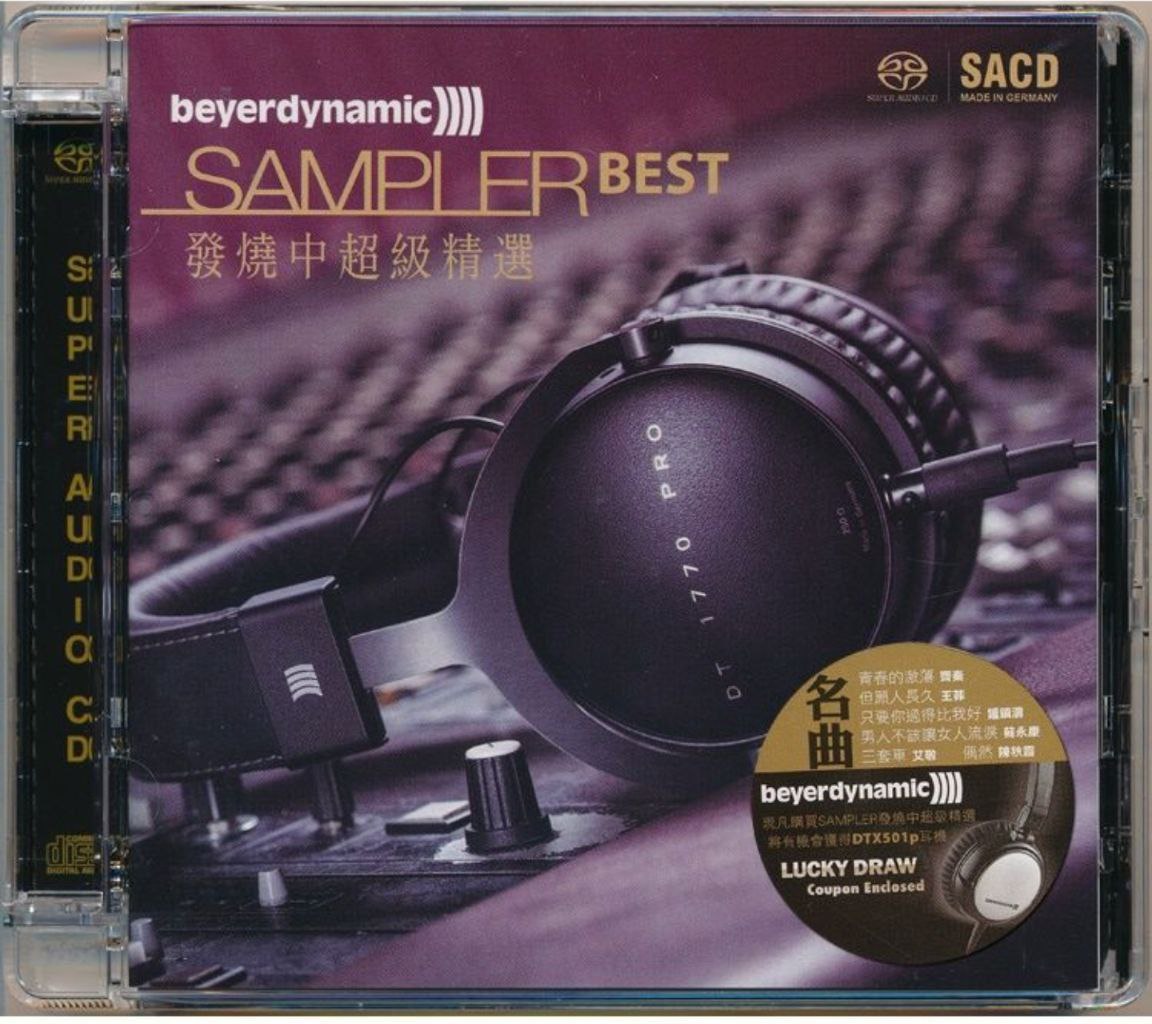 SUPER AUDIO CD
SACD
MADE IN GERMANY
beyerdynamic
SAMPLER BEST
發燒中超級精選
SUPER AUDIO CD
DT 1770 PRO
名曲
青春的激蕩 齊秦
但願人長久 王菲
只要你過得比我好 鍾鎮濤
男人不該讓女人流淚 蘇永康
三套車 艾敬 偶然 陳秋霞
beyerdynamic
凡購買SAMPLER發燒中超級精選
將有機會獲得DTX501p耳機
LUCKY DRAW
Coupon Enclosed